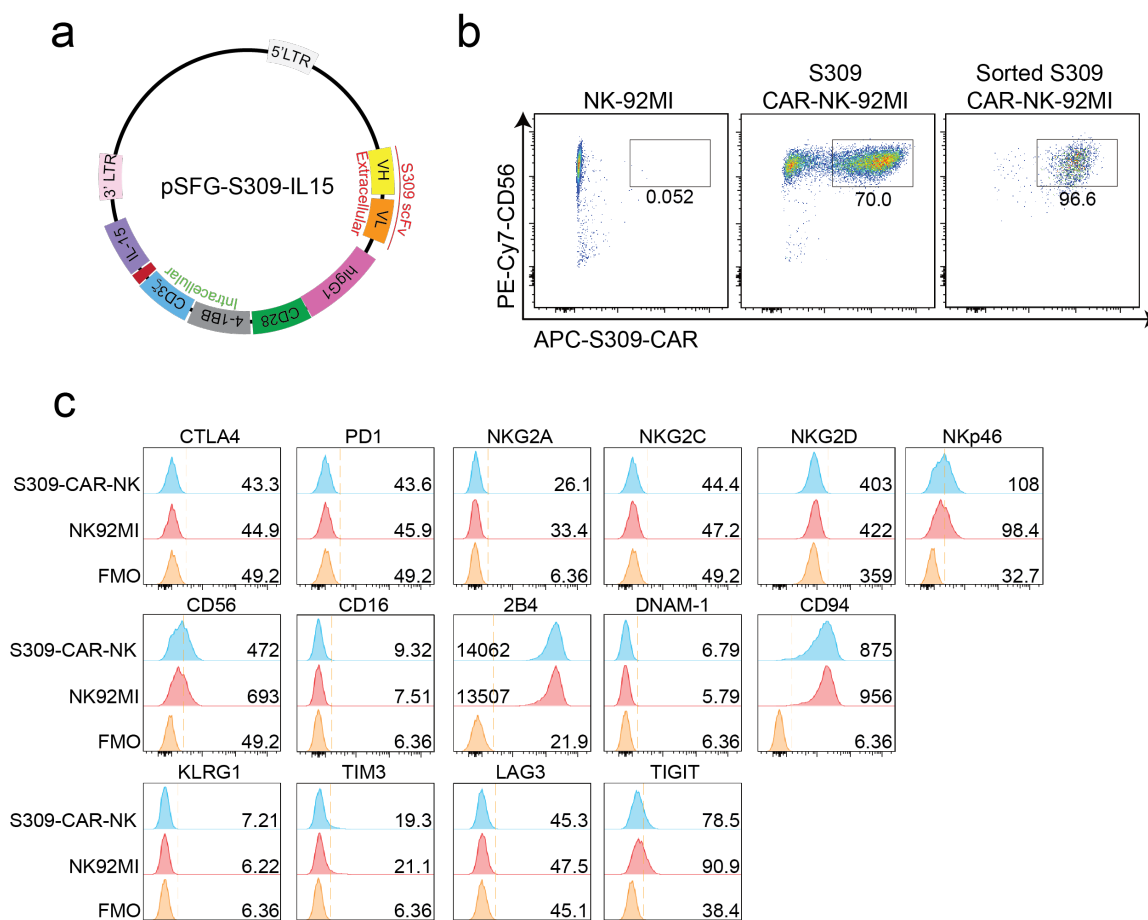 a
5'LTR
VH
VL
S309 scFv
Extracellular
hIgG1
CD28
4-1BB
CD3ζ
Intracellular
IL-15
3' LTR
pSFG-S309-IL15
b
NK-92MI
S309
CAR-NK-92MI
Sorted S309
CAR-NK-92MI
0.052
70.0
96.6
PE-Cy7-CD56
APC-S309-CAR
c
CTLA4 PD1 NKG2A NKG2C NKG2D NKp46
S309-CAR-NK 43.3 43.6 26.1 44.4 403 108
NK92MI 44.9 45.9 33.4 47.2 422 98.4
FMO 49.2 49.2 6.36 49.2 359 32.7
CD56 CD16 2B4 DNAM-1 CD94
S309-CAR-NK 472 9.32 14062 6.79 875
NK92MI 693 7.51 13507 5.79 956
FMO 49.2 6.36 21.9 6.36 6.36
KLRG1 TIM3 LAG3 TIGIT
S309-CAR-NK 7.21 19.3 45.3 78.5
NK92MI 6.22 21.1 47.5 90.9
FMO 6.36 6.36 45.1 38.4